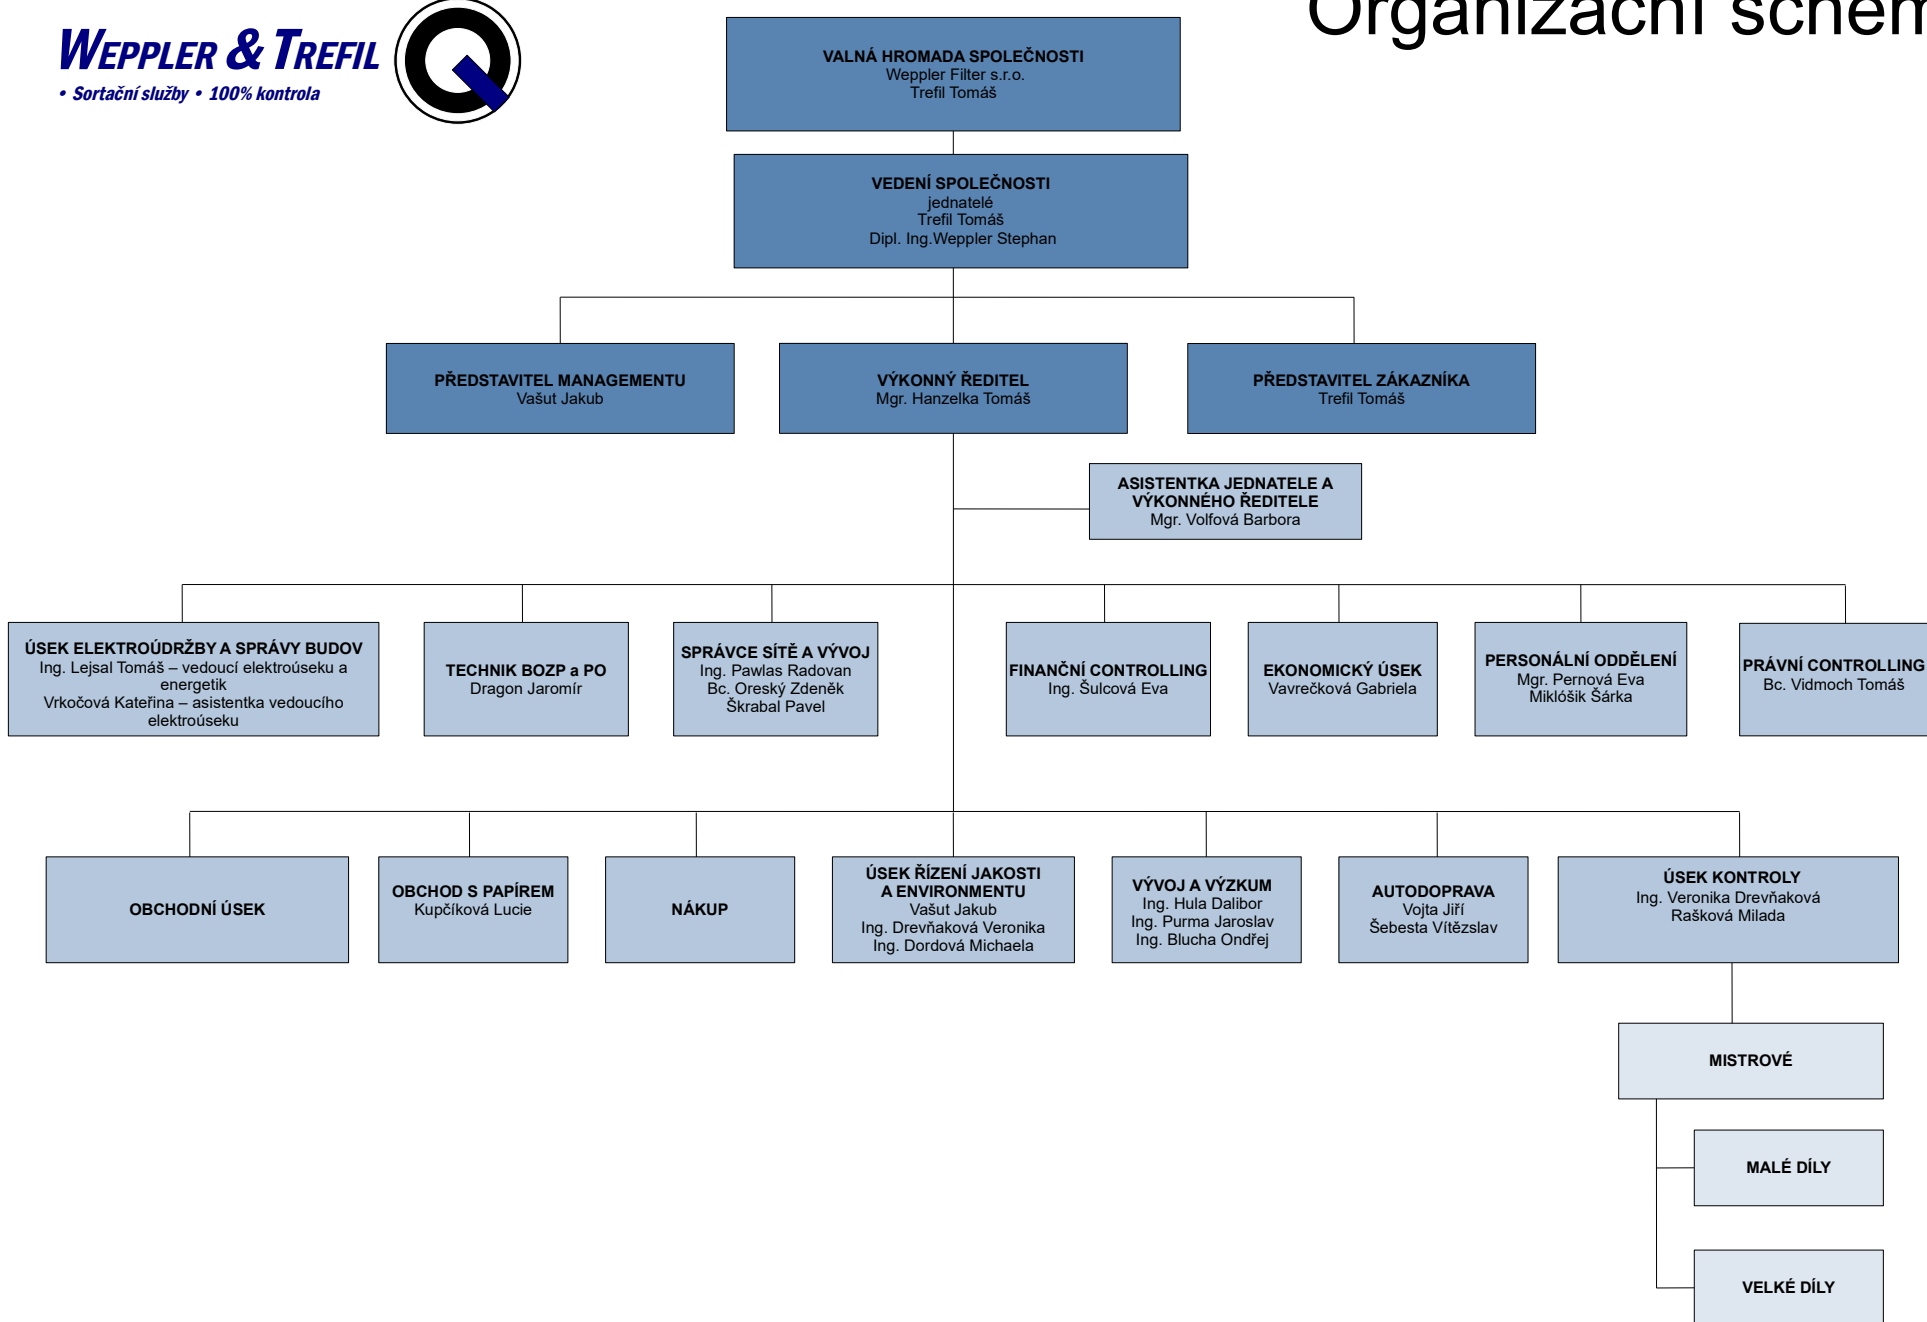 WEPPLER & TREFIL
• Sortační služby • 100% kontrola
Organizační
VALNÁ HROMADA SPOLEČNOSTI
Weppler Filter s.r.o.
Trefil Tomáš
VEDENÍ SPOLEČNOSTI
jednatelé
Trefil Tomáš
Dipl. Ing.Weppler Stephan
PŘEDSTAVITEL MANAGEMENTU
Vašut Jakub
VÝKONNÝ ŘEDITEL
Mgr. Hanzelka Tomáš
PŘEDSTAVITEL ZÁKAZNÍKA
Trefil Tomáš
ASISTENTKA JEDNATELE A
VÝKONNÉHO ŘEDITELE
Mgr. Volfová Barbora
ÚSEK ELEKTROÚDRŽBY A SPRÁVY BUDOV
Ing. Lejsal Tomáš – vedoucí elektroúseku a
energetik
Vrkočová Kateřina – asistentka vedoucího
elektroúseku
TECHNIK BOZP a PO
Dragon Jaromír
SPRÁVCE SÍTĚ A VÝVOJ
Ing. Pawlas Radovan
Bc. Oreský Zdeněk
Škrabal Pavel
FINANČNÍ CONTROLLING
Ing. Šulcová Eva
EKONOMICKÝ ÚSEK
Vavrečková Gabriela
PERSONÁLNÍ ODDĚLENÍ
Mgr. Pernová Eva
Miklóšik Šárka
PRÁVNÍ CONTROLLING
Bc. Vidmoch Tomáš
OBCHODNÍ ÚSEK
OBCHOD S PAPÍREM
Kupčíková Lucie
NÁKUP
ÚSEK ŘÍZENÍ JAKOSTI
A ENVIRONMENTU
Vašut Jakub
Ing. Drevňaková Veronika
Ing. Dordová Michaela
VÝVOJ A VÝZKUM
Ing. Hula Dalibor
Ing. Purma Jaroslav
Ing. Blucha Ondřej
AUTODOPRAVA
Vojta Jiří
Šebesta Vítězslav
ÚSEK KONTROLY
Ing. Veronika Drevňaková
Rašková Milada
MISTROVÉ
MALÉ DÍLY
VELKÉ DÍLY